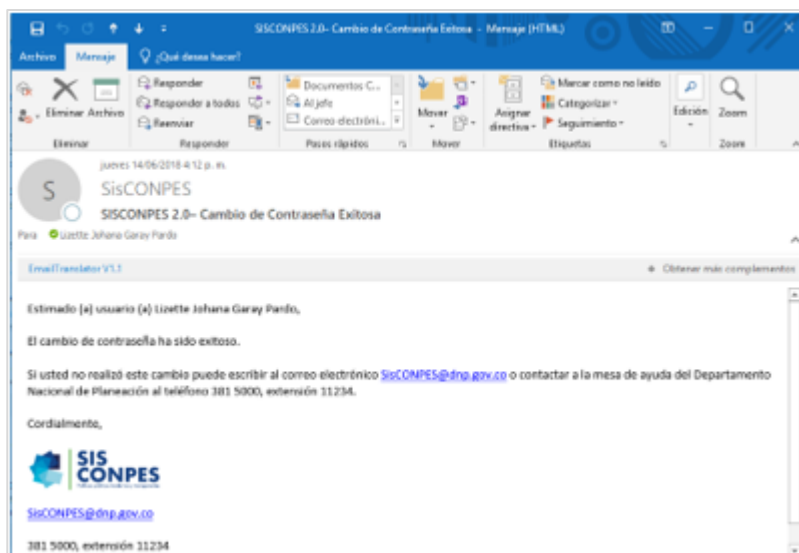 SISCONPES 2.0- Cambio de Contraseña Exitosa - Mensaje (HTML)
Archivo Mensaje ¿Qué desea hacer?
Responder Documentos C... Marcar como no leído
Eliminar Archivo Responder a todos Al jefe Mover Asignar directiva Categorizar Edición Zoom
Reenviar Correo electróni... Seguimiento
Eliminar Responder Pasos rápidos Mover Etiquetas Zoom
jueves 14/06/2018 4:12 p. m.
S SisCONPES
SISCONPES 2.0– Cambio de Contraseña Exitosa
Para Lizette Johana Garay Pardo
EmailTranslator V1.1 Obtener más complementos
Estimado (a) usuario (a) Lizette Johana Garay Pardo,
El cambio de contraseña ha sido exitoso.
Si usted no realizó este cambio puede escribir al correo electrónico SisCONPES@dnp.gov.co o contactar a la mesa de ayuda del Departamento
Nacional de Planeación al teléfono 381 5000, extensión 11234.
Cordialmente,
SIS
CONPES
SisCONPES@dnp.gov.co
381 5000, extensión 11234